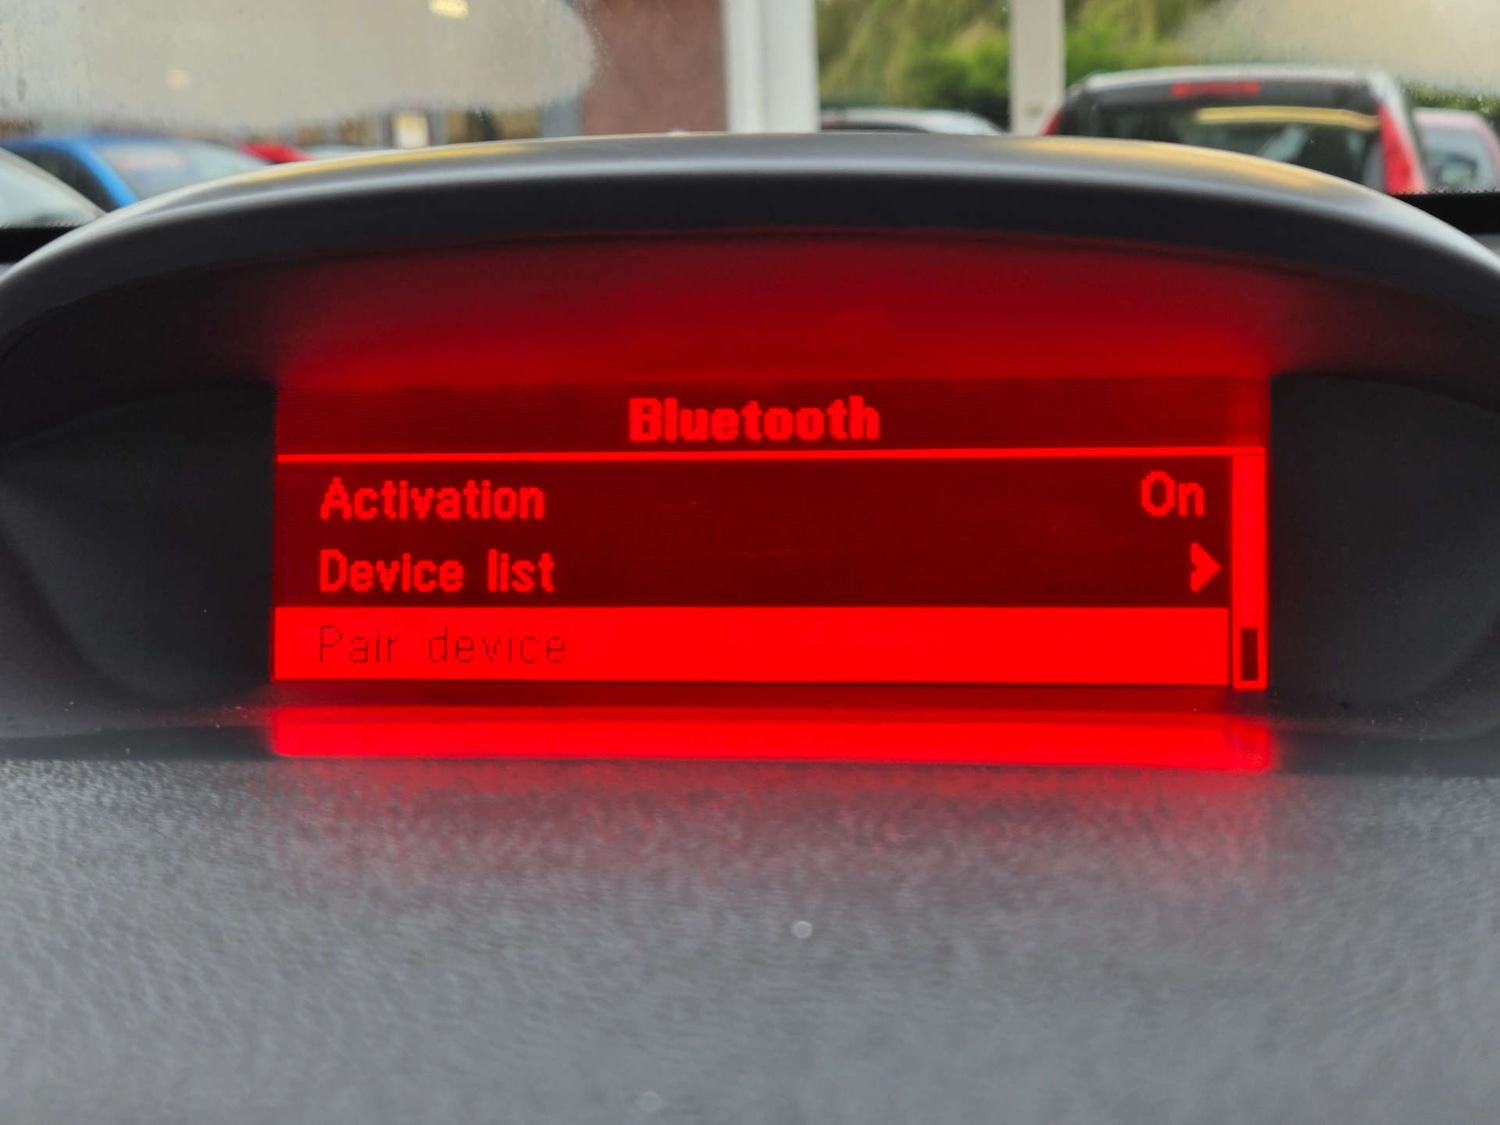 Bluetooth
Activation On
Device list
Pair device